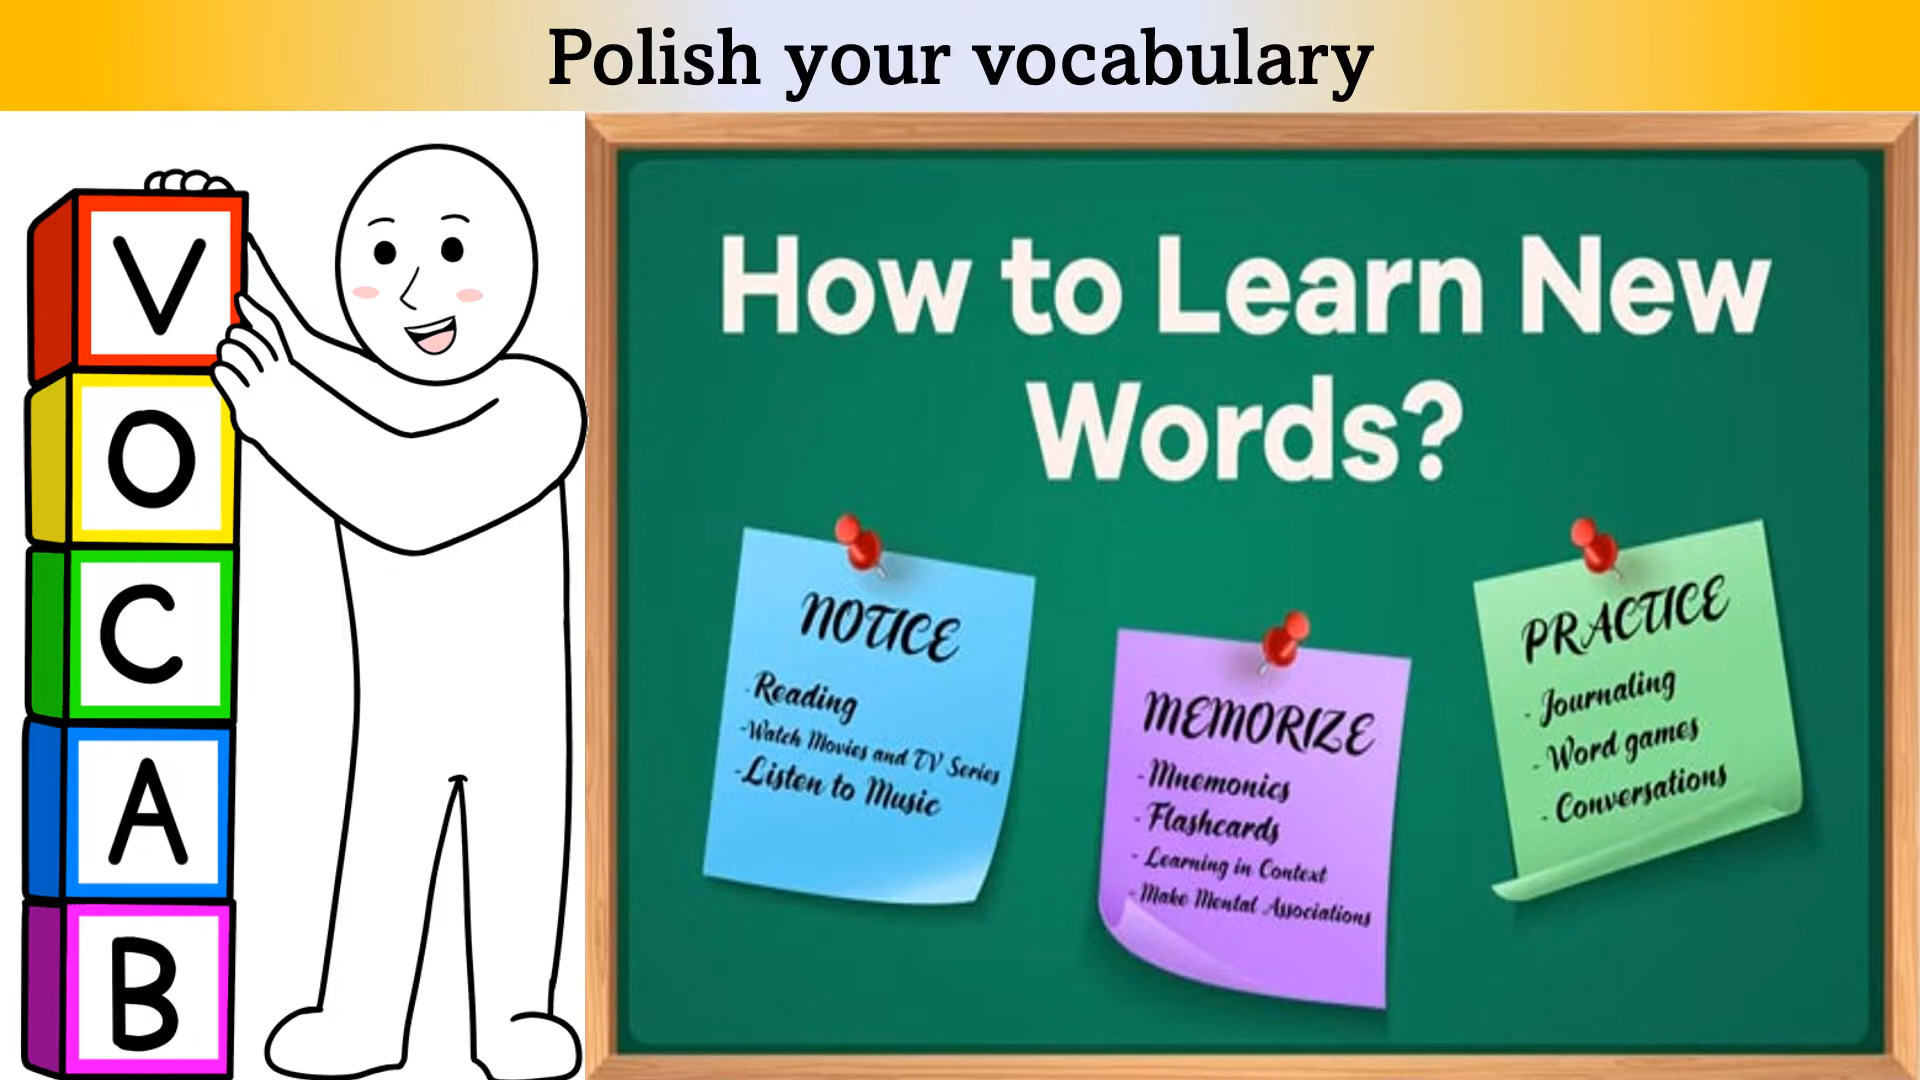 Polish your vocabulary
V
O
C
A
B
How to Learn New
Words?
NOTICE
- Reading
-Watch Movies and TV Series
-Listen to Music
MEMORIZE
-Mnemonics
- Flashcards
- Learning in Context
- Make Mental Associations
PRACTICE
- Journaling
- Word games
- Conversations